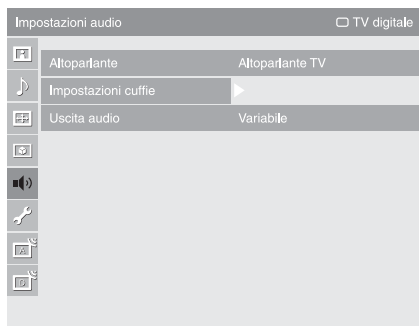 Impostazioni audio TV digitale
Altoparlante Altoparlante TV
Impostazioni cuffie
Uscita audio Variabile
A
D